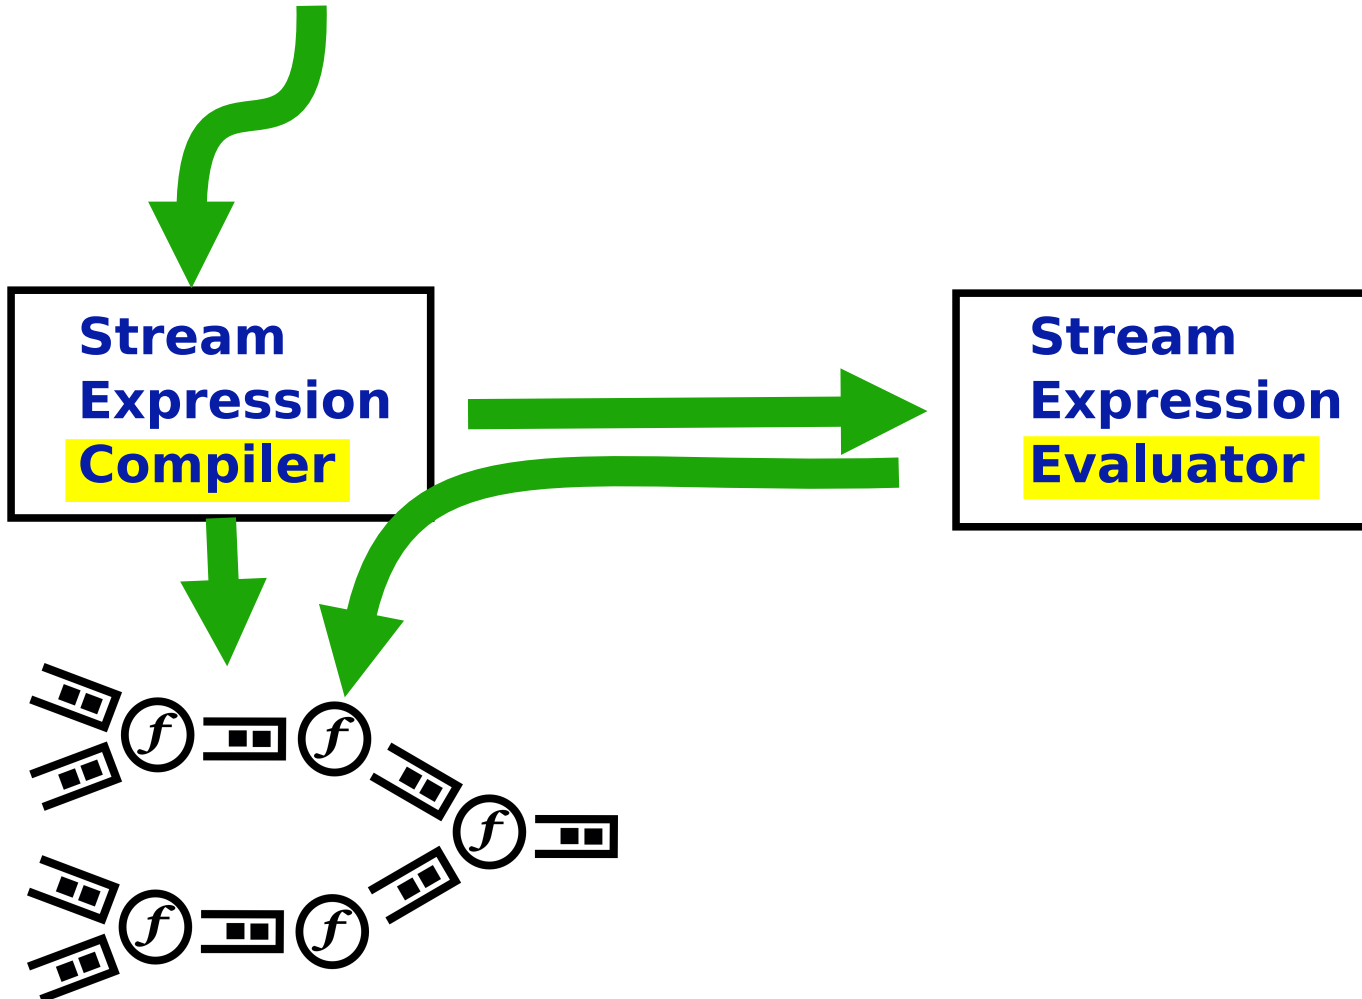 Stream
Expression
Compiler
Stream
Expression
Evaluator
f
f
f
f
f